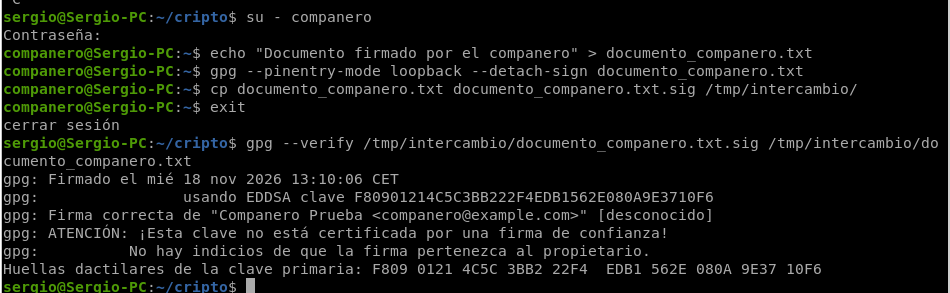 sergio@Sergio-PC:~/cripto$ su - companero
Contraseña:
companero@Sergio-PC:~$ echo "Documento firmado por el companero" > documento_companero.txt
companero@Sergio-PC:~$ gpg --pinentry-mode loopback --detach-sign documento_companero.txt
companero@Sergio-PC:~$ cp documento_companero.txt documento_companero.txt.sig /tmp/intercambio/
companero@Sergio-PC:~$ exit
cerrar sesión
sergio@Sergio-PC:~/cripto$ gpg --verify /tmp/intercambio/documento_companero.txt.sig /tmp/intercambio/do
cumento_companero.txt
gpg: Firmado el mié 18 nov 2026 13:10:06 CET
gpg:                usando EDDSA clave F80901214C5C3BB222F4EDB1562E080A9E3710F6
gpg: Firma correcta de "Companero Prueba <companero@example.com>" [desconocido]
gpg: ATENCIÓN: ¡Esta clave no está certificada por una firma de confianza!
gpg:          No hay indicios de que la firma pertenezca al propietario.
Huellas dactilares de la clave primaria: F809 0121 4C5C 3BB2 22F4  EDB1 562E 080A 9E37 10F6
sergio@Sergio-PC:~/cripto$